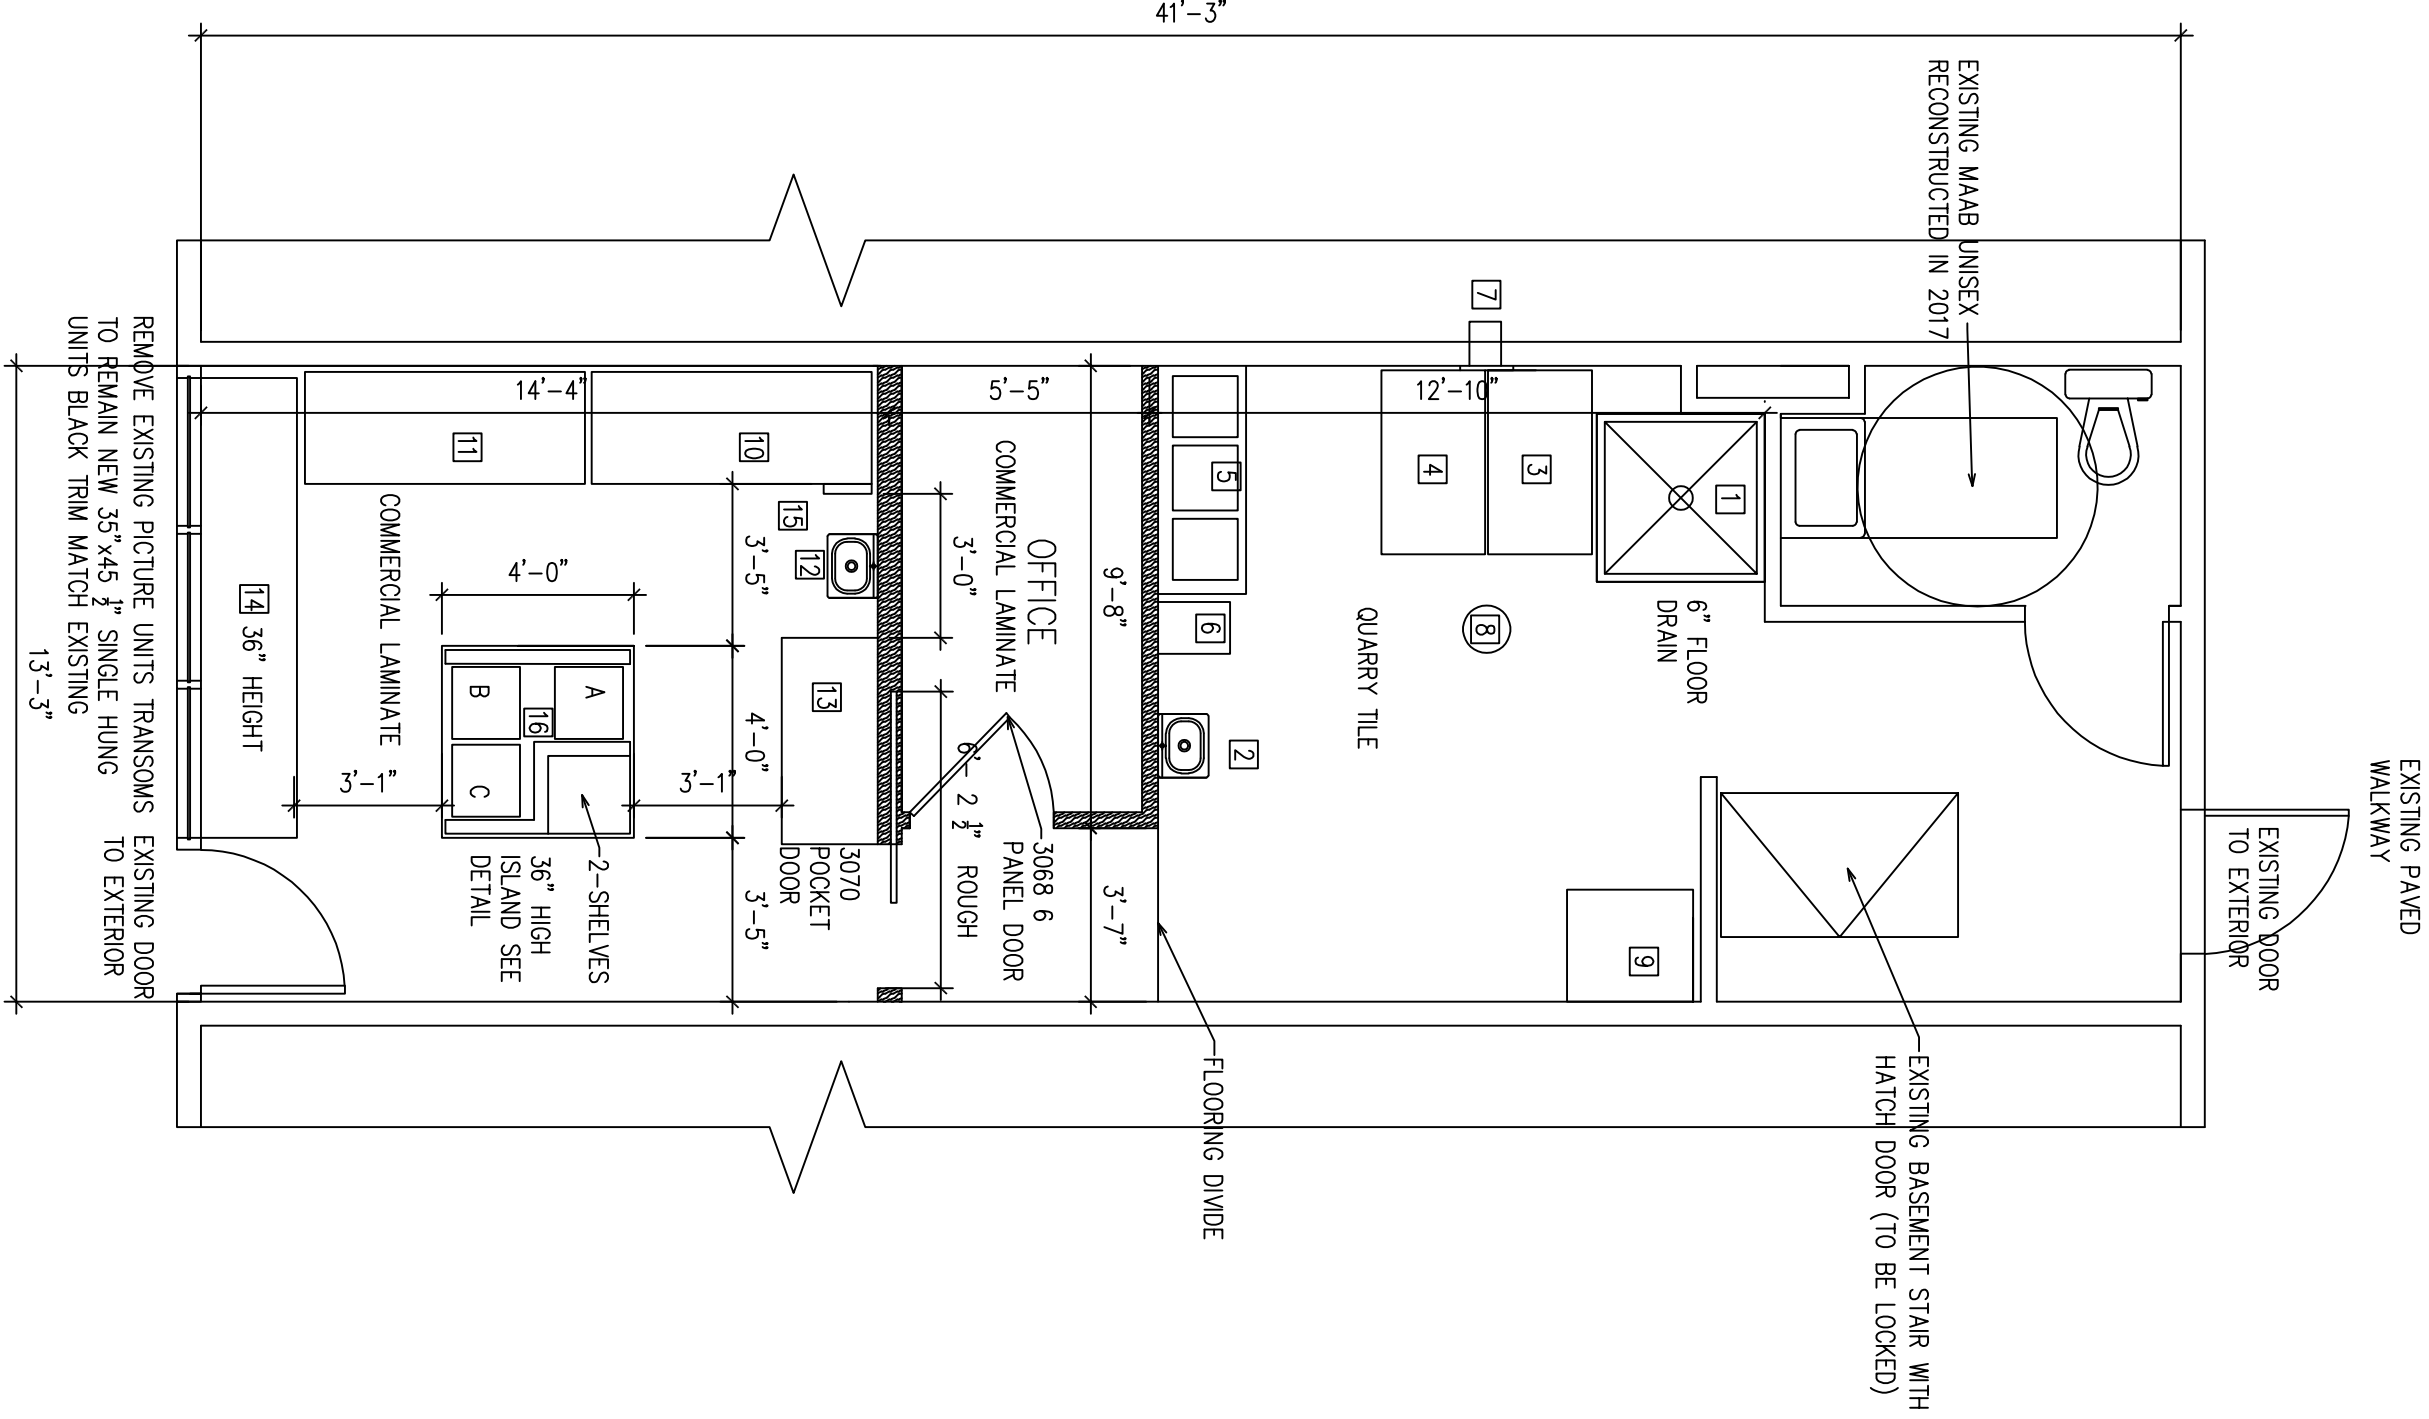 41'-3"
EXISTING MAAB UNISEX
RECONSTRUCTED IN 2017
EXISTING PAVED
WALKWAY
EXISTING DOOR
TO EXTERIOR
EXISTING BASEMENT STAIR WITH
HATCH DOOR (TO BE LOCKED)
7
14'-4"
5'-5"
12'-10"
11
10
5
4
3
1
6" FLOOR
DRAIN
QUARRY TILE
8
6
2
9
FLOORING DIVIDE
OFFICE
COMMERCIAL LAMINATE
9'-8"
3'-7"
3'-0"
6'- 2 ½" ROUGH
3068 6
PANEL DOOR
3070
POCKET
DOOR
15
12
13
3'-5"
4'-0"
3'-5"
COMMERCIAL LAMINATE
4'-0"
A
B
16
C
3'-1"
3'-1"
2-SHELVES
36" HIGH
ISLAND SEE
DETAIL
14 36" HEIGHT
REMOVE EXISTING PICTURE UNITS TRANSOMS
TO REMAIN NEW 35"x45 ½" SINGLE HUNG
UNITS BLACK TRIM MATCH EXISTING
EXISTING DOOR
TO EXTERIOR
13'-3"